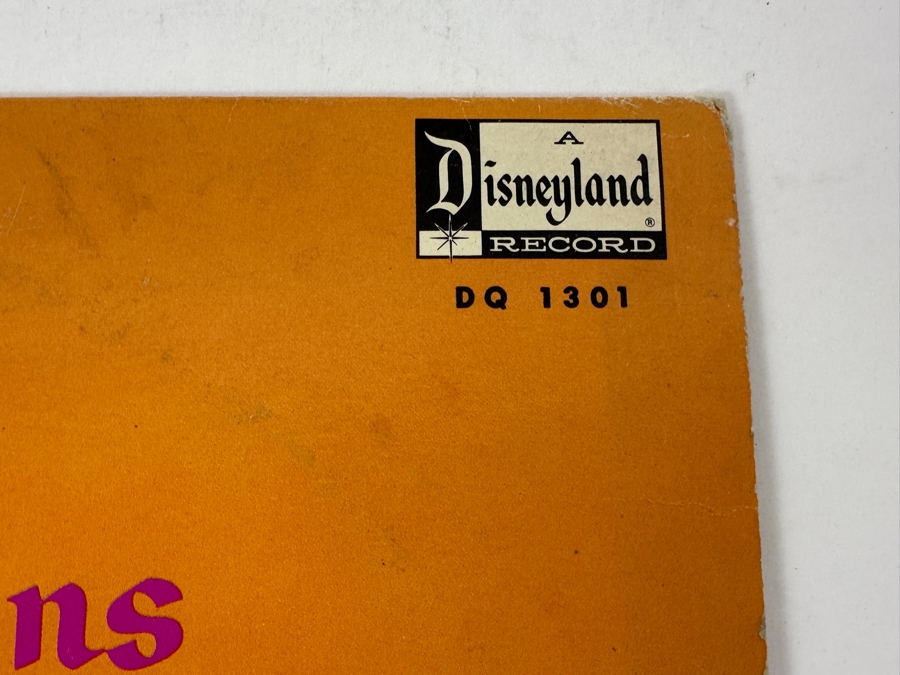 A
Disneyland
®
RECORD
DQ 1301
ns